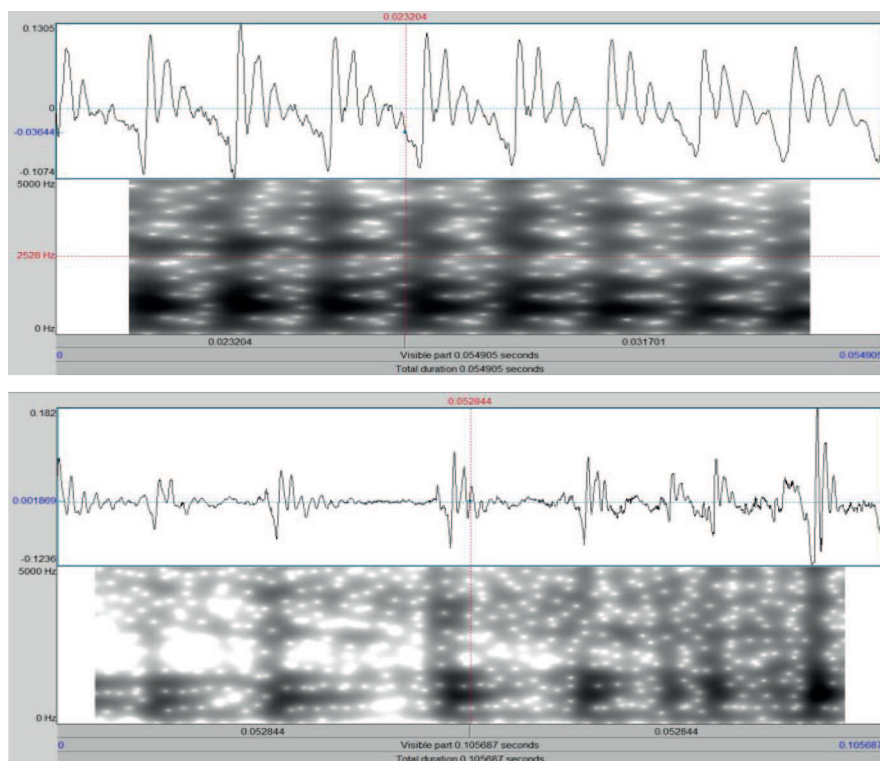 0.023204
0.1305
0
-0.03644
-0.1074
5000 Hz
2528 Hz
0 Hz
0.023204 0.031701
0 Visible part 0.054905 seconds 0.054905
Total duration 0.054905 seconds
0.052844
0.182
0.001869
-0.1236
5000 Hz
0 Hz
0.052844 0.052844
0 Visible part 0.105687 seconds 0.105687
Total duration 0.105687 seconds